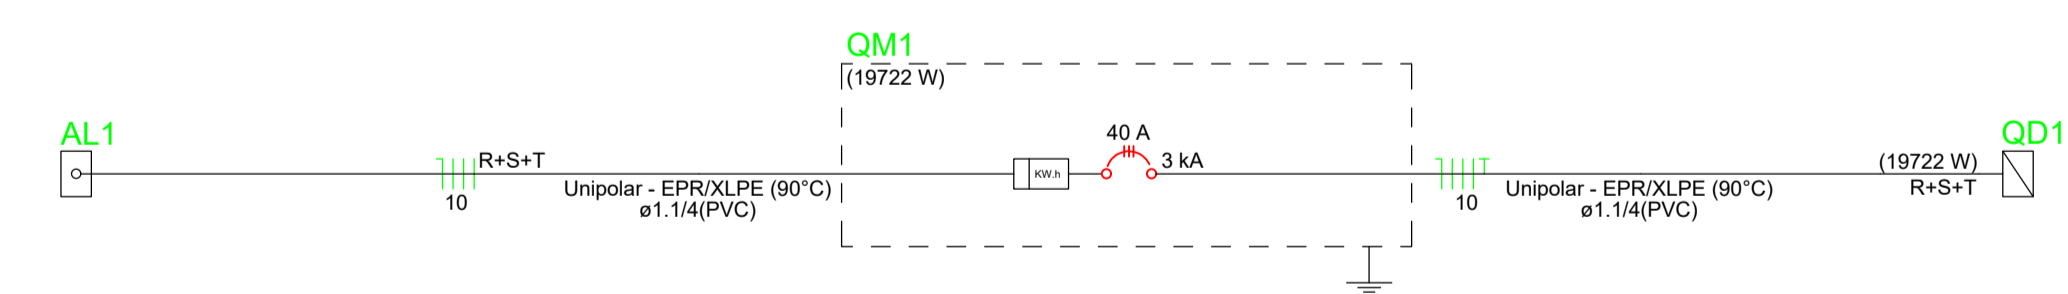 QM1
(19722 W)
AL1
QD1
40 A
R+S+T
3 kA
(19722 W)
KW.h
Unipolar - EPR/XLPE (90°C)
Unipolar - EPR/XLPE (90°C)
R+S+T
10
ø1.1/4(PVC)
10
ø1.1/4(PVC)